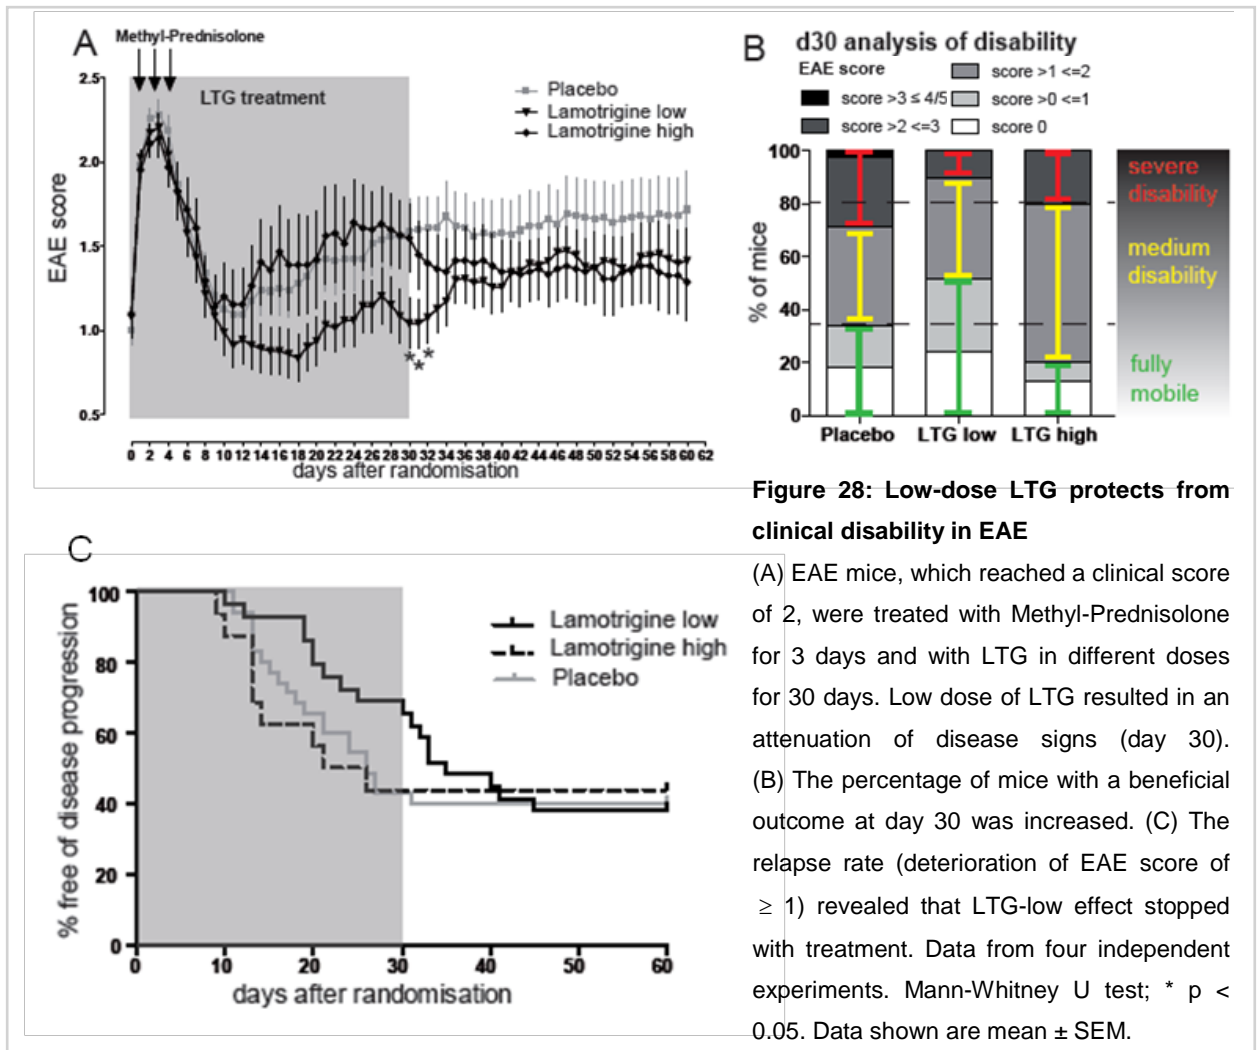 A
Methyl-Prednisolone
2.5
2.0
1.5
1.0
0.5
EAE score
LTG treatment
Placebo
Lamotrigine low
Lamotrigine high
* * *
0 2 4 6 8 10 12 14 16 18 20 22 24 26 28 30 32 34 36 38 40 42 44 46 48 50 52 54 56 58 60 62
days after randomisation
B
d30 analysis of disability
EAE score
score >3 ≤ 4/5
score >2 <=3
score >1 <=2
score >0 <=1
score 0
100
80
60
40
20
0
% of mice
Placebo LTG low LTG high
severe
disability
medium
disability
fully
mobile
C
100
80
60
40
20
0
% free of disease progression
Lamotrigine low
Lamotrigine high
Placebo
0 10 20 30 40 50 60
days after randomisation
Figure 28: Low-dose LTG protects from
clinical disability in EAE
(A) EAE mice, which reached a clinical score
of 2, were treated with Methyl-Prednisolone
for 3 days and with LTG in different doses
for 30 days. Low dose of LTG resulted in an
attenuation of disease signs (day 30).
(B) The percentage of mice with a beneficial
outcome at day 30 was increased. (C) The
relapse rate (deterioration of EAE score of
≥ 1) revealed that LTG-low effect stopped
with treatment. Data from four independent
experiments. Mann-Whitney U test; * p <
0.05. Data shown are mean ± SEM.